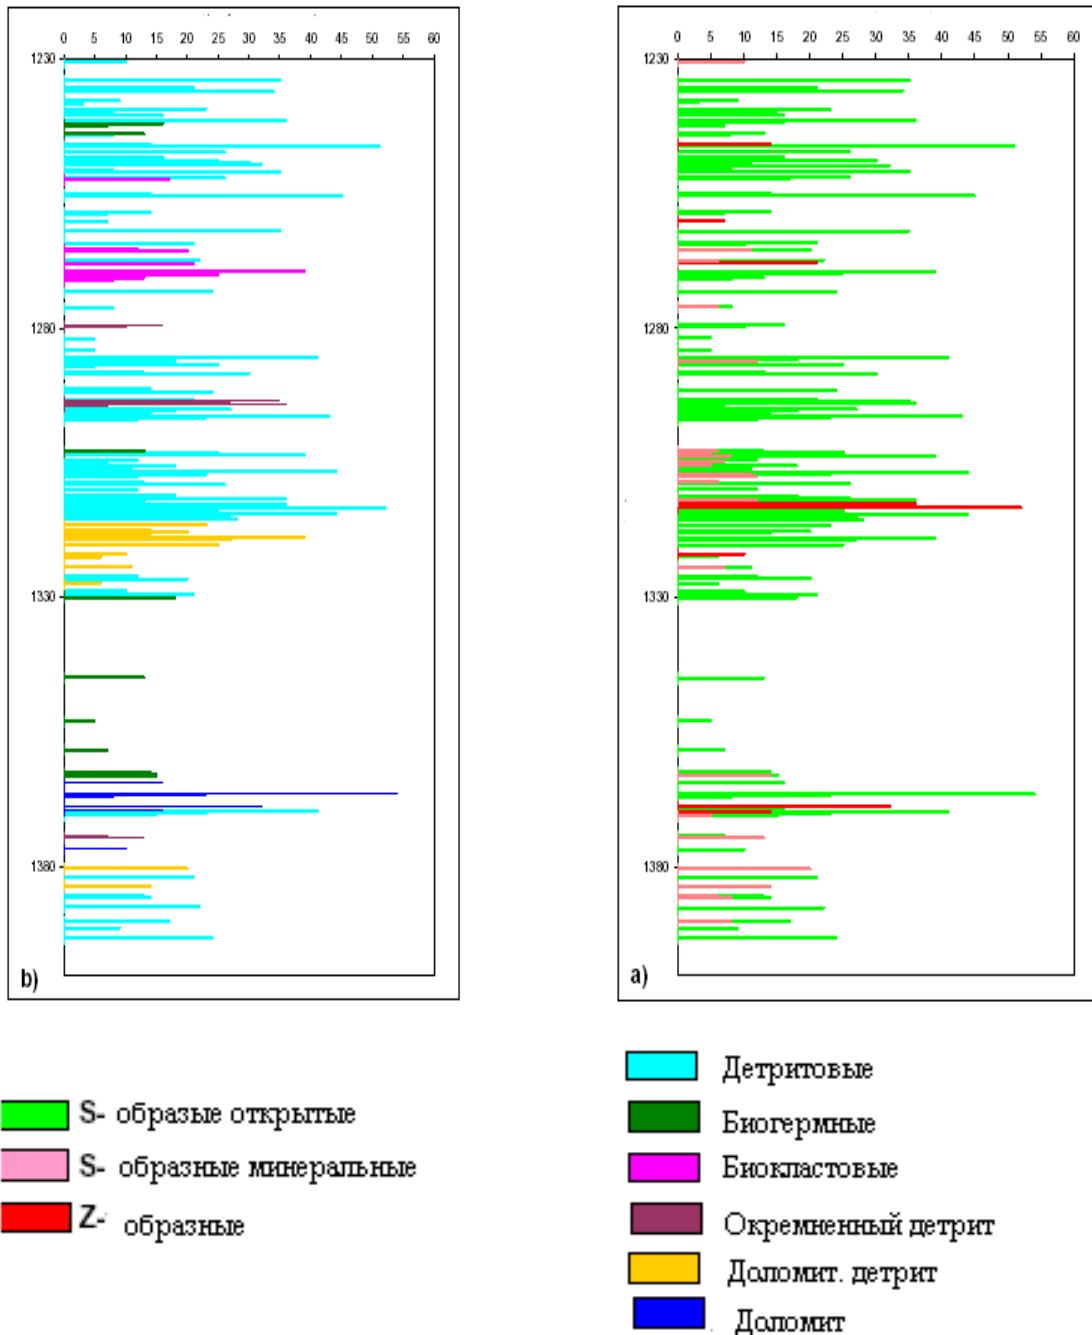 0 5 10 15 20 25 30 35 40 45 50 55 60
1230
1280
1330
1380
b)
0 5 10 15 20 25 30 35 40 45 50 55 60
1230
1280
1330
1380
a)
S- образые открытые
S- образные минеральные
Z- образные
Детритовые
Биогермные
Биокластовые
Окремненный детрит
Доломит. детрит
Доломит